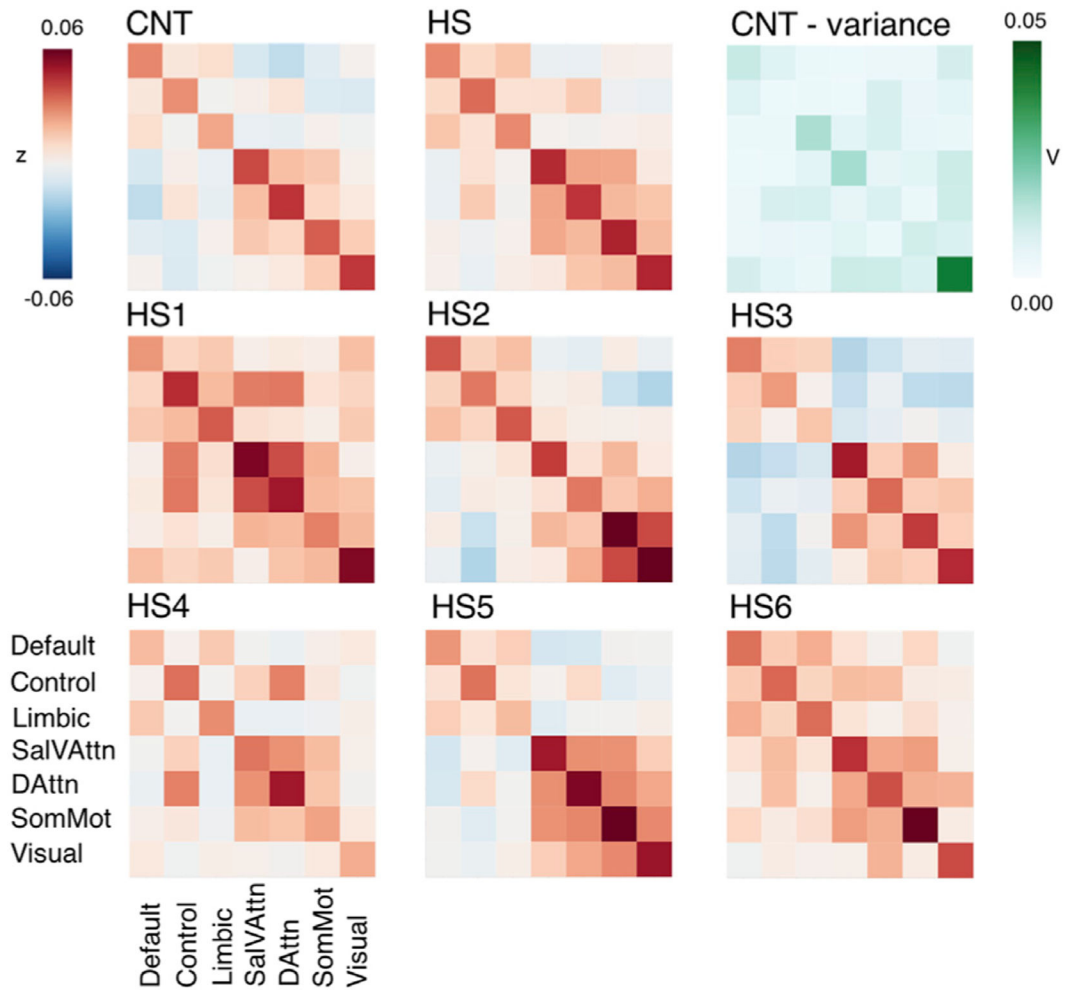 CNT
HS
CNT - variance
0.06
z
-0.06
0.05
V
0.00
HS1
HS2
HS3
HS4
HS5
HS6
Default
Control
Limbic
SalVAttn
DAttn
SomMot
Visual
Default
Control
Limbic
SalVAttn
DAttn
SomMot
Visual